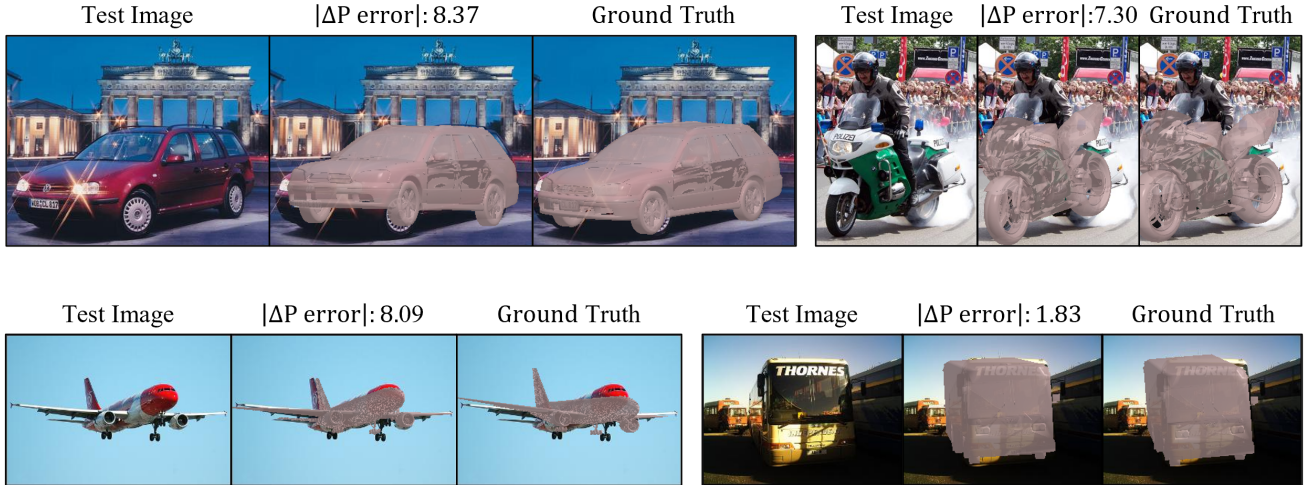 Test Image |ΔP error|: 8.37 Ground Truth
Test Image |ΔP error|:7.30 Ground Truth
POLIZEI
Test Image |ΔP error|: 8.09 Ground Truth
Test Image |ΔP error|: 1.83 Ground Truth
THORNES THORNES THORNES